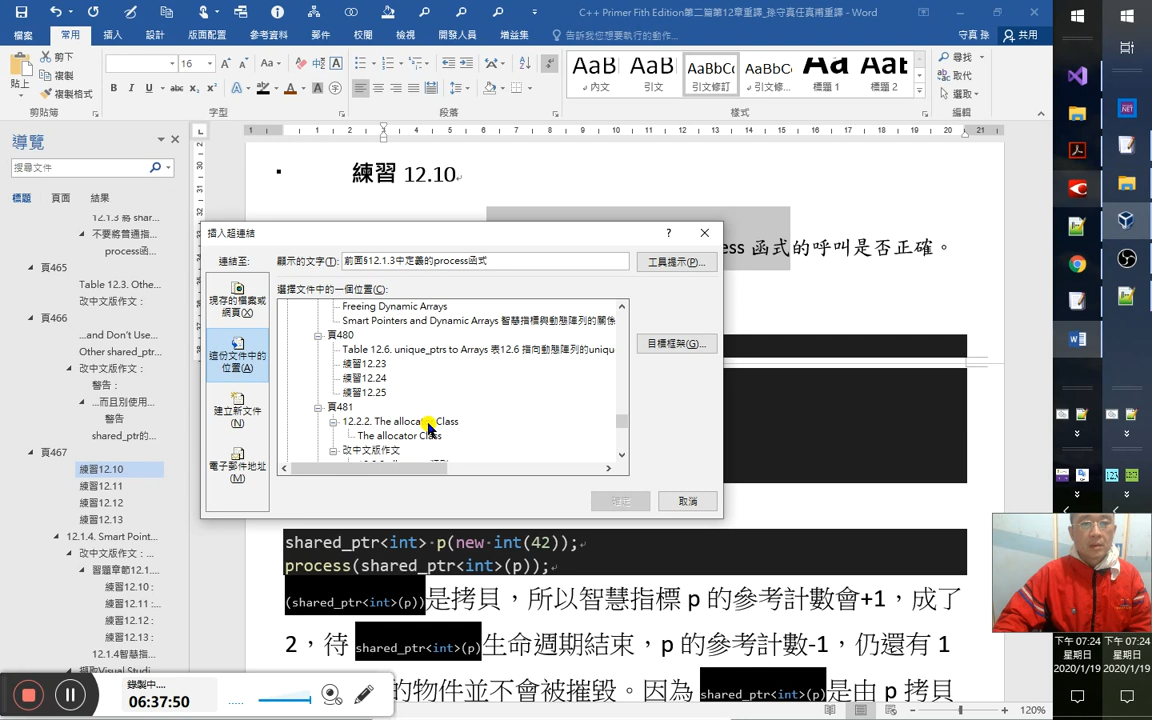 C++ Primer Fifth Edition第二篇第12章重譯_孫守真任真甫重譯 - Word
檔案 常用 插入 設計 版面配置 參考資料 郵件 校閱 檢視 開發人員 增益集 告訴我您想要執行的動作... 守真 孫 共用
貼上
剪下
複製
複製格式
16
AaBb AaBb AaBbCc AaBbCc AaB AaB
內文 引文 引文修訂 引文修... 標題 1 標題 2
尋找
取代
選取
剪貼簿 字型 段落 樣式 編輯
導覽
搜尋文件
標題 頁面 結果
12.1.3 將 shar...
不要將普通指...
process函...
頁465
Table 12.3. Othe...
改中文版作文：
頁466
...and Don't Use...
Other shared_ptr...
改中文版作文：
警告：
...而且別使用...
警告
shared_ptr的...
頁467
練習12.10
練習12.11
練習12.12
練習12.13
12.1.4. Smart Point...
改中文版作文：...
習題章節12.1...
練習12.10 :
練習12.11 :...
練習12.12 :
練習12.13 :
12.1.4智慧指...
擷取Visual Studi...
練習 12.10
ess 函式的呼叫是否正確。
插入超連結
連結至:
顯示的文字(T): 前面§12.1.3中定義的process函式
工具提示(P)...
選擇文件中的一個位置(C):
現存的檔案或網頁(X)
這份文件中的位置(A)
建立新文件(N)
電子郵件地址(M)
Freeing Dynamic Arrays
Smart Pointers and Dynamic Arrays 智慧指標與動態陣列的關係
頁480
Table 12.6. unique_ptrs to Arrays 表12.6 指向動態陣列的uniqu
練習12.23
練習12.24
練習12.25
頁481
12.2.2. The allocator Class
The allocator Class
改中文版作文
目標框架(G)...
確定
取消
shared_ptr<int> p(new int(42));
process(shared_ptr<int>(p));
(shared_ptr<int>(p))是拷貝，所以智慧指標 p 的參考計數會+1，成了
2，待 shared_ptr<int>(p)生命週期結束，p 的參考計數-1，仍還有 1
的物件並不會被摧毀。因為 shared_ptr<int>(p)是由 p 拷貝
錄製中....
06:37:50
下午 07:24
星期日
2020/1/19
下午 07:24
星期日
2020/1/19
120%